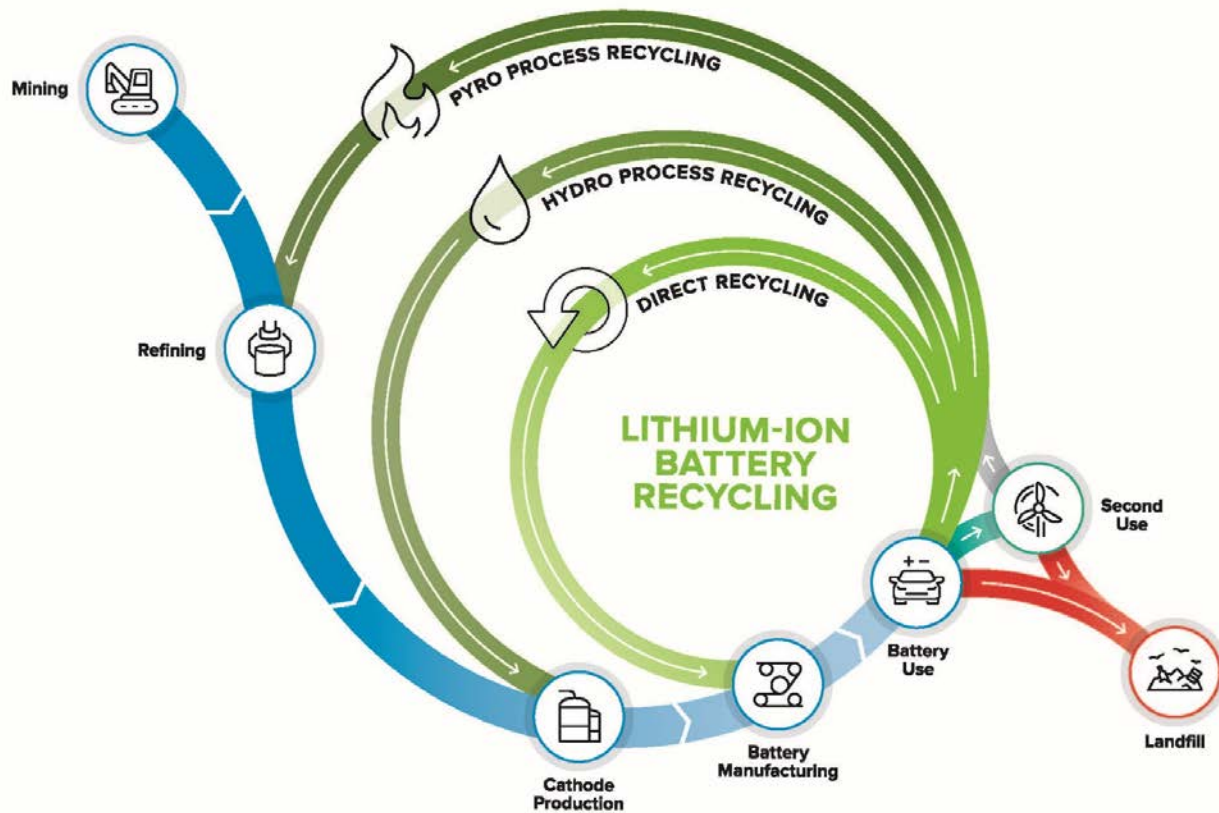 Mining
PYRO PROCESS RECYCLING
HYDRO PROCESS RECYCLING
DIRECT RECYCLING
Refining
LITHIUM-ION
BATTERY
RECYCLING
Second
Use
+ -
Battery
Use
Landfill
Battery
Manufacturing
Cathode
Production